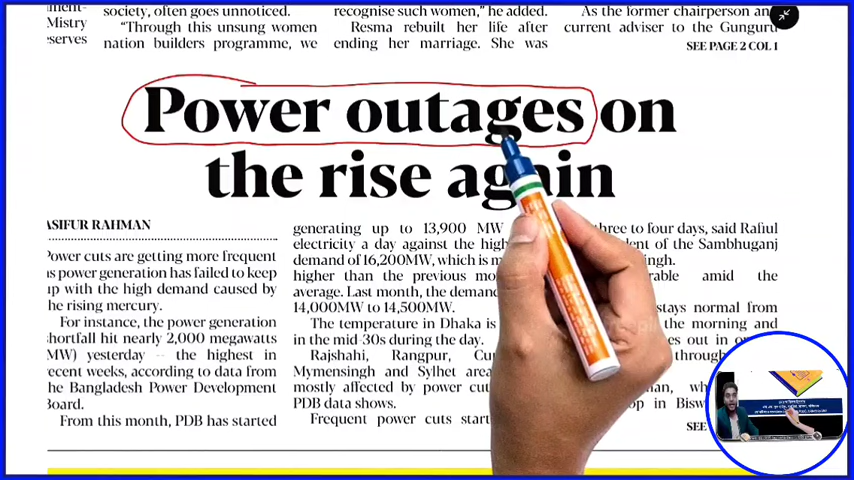 society, often goes unnoticed.
"Through this unsung women
nation builders programme, we
Mistry
recognise such women," he added.
Resma rebuilt her life after
ending her marriage. She was
As the former chairperson
current adviser to the Gunguru
SEE PAGE 2 COL 1
Power outages on
the rise again
ASIFUR RAHMAN
Power cuts are getting more frequent
as power generation has failed to keep
up with the high demand caused by
the rising mercury.
For instance, the power generation
shortfall hit nearly 2,000 megawatts
(MW) yesterday -- the highest in
recent weeks, according to data from
the Bangladesh Power Development
Board.
From this month, PDB has started
generating up to 13,900 MW
electricity a day against the high
demand of 16,200MW, which is
higher than the previous
average. Last month, the demand
14,000MW to 14,500MW.
The temperature in Dhaka is
in the mid-30s during the day.
Rajshahi, Rangpur,
Mymensingh and Sylhet
mostly affected by power
PDB data shows.
Frequent power cuts
three to four days, said Rafiul
of the Sambhuganj
amid the
stays normal from
the morning and
out in
in
SEE